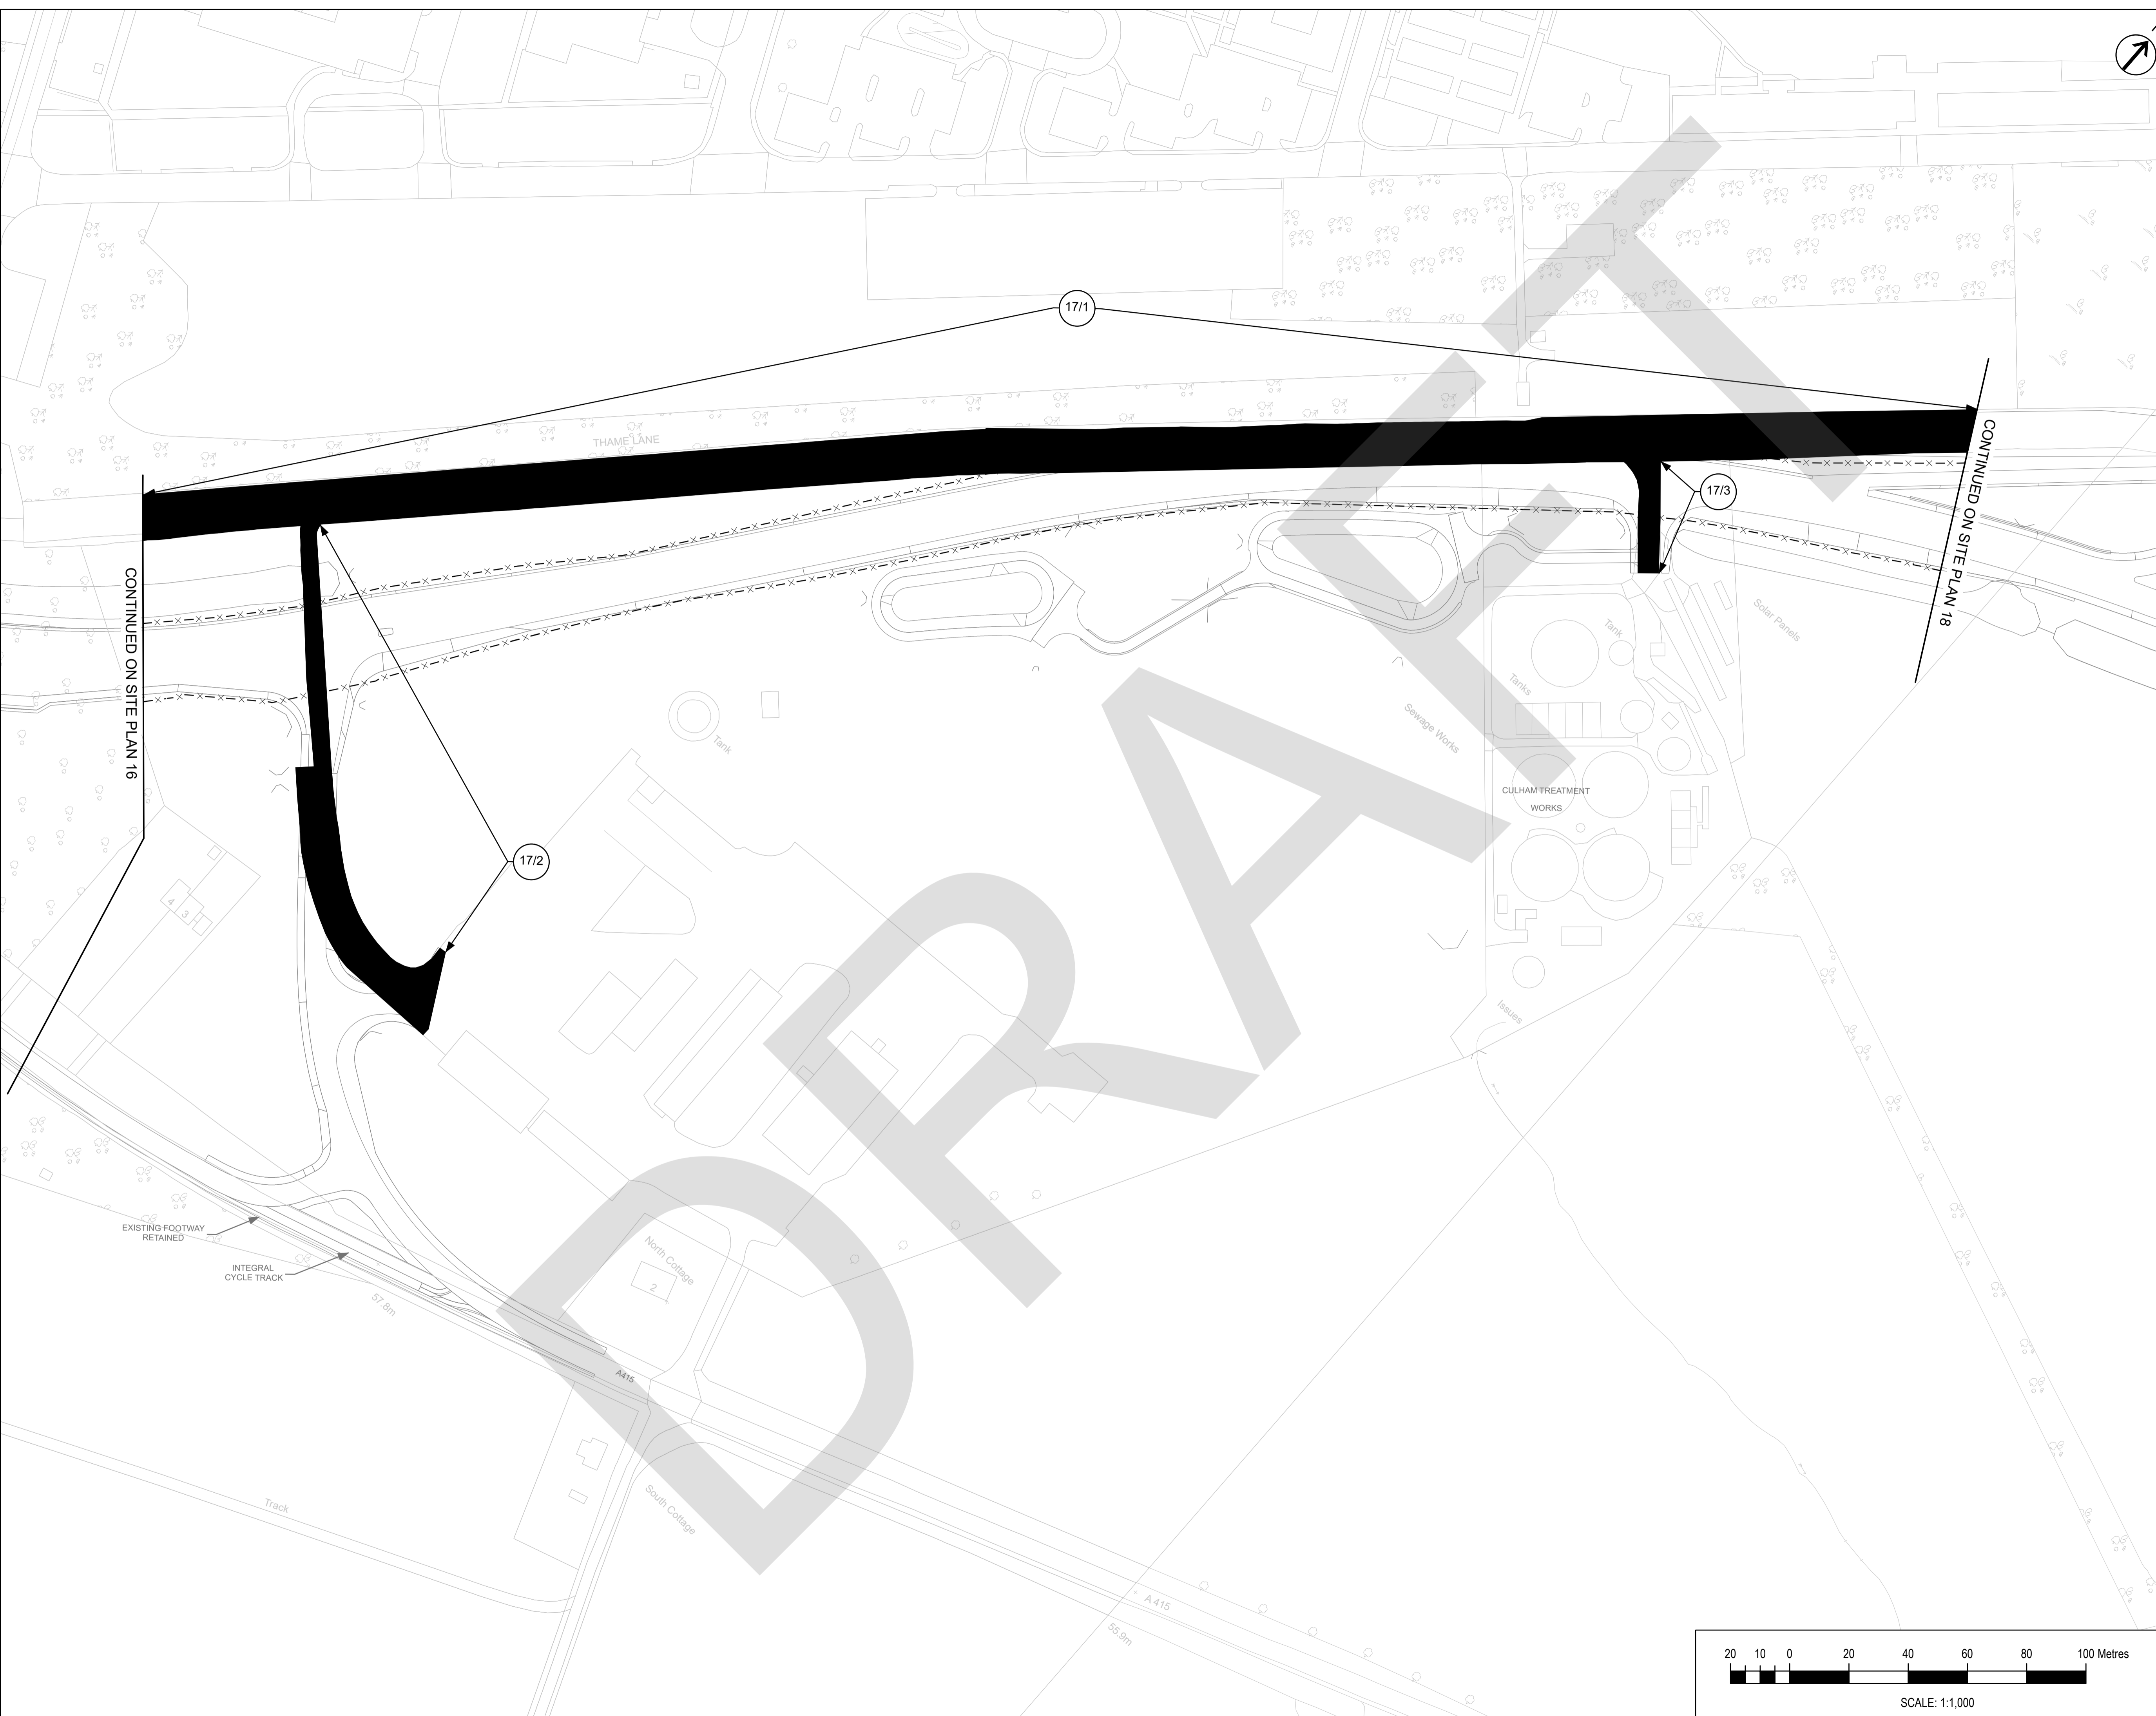 17/1
THAME LANE
CONTINUED ON SITE PLAN 18
17/3
CONTINUED ON SITE PLAN 16
Solar Panels
Tank
Tanks
Sewage Works
Tank
CULHAM TREATMENT
WORKS
17/2
4
3
Issues
EXISTING FOOTWAY
RETAINED
INTEGRAL
CYCLE TRACK
57.8m
North Cottage
2
A415
Track
South Cottage
A 415
55.9m
DRAFT
20 10 0 20 40 60 80 100 Metres
SCALE: 1:1,000